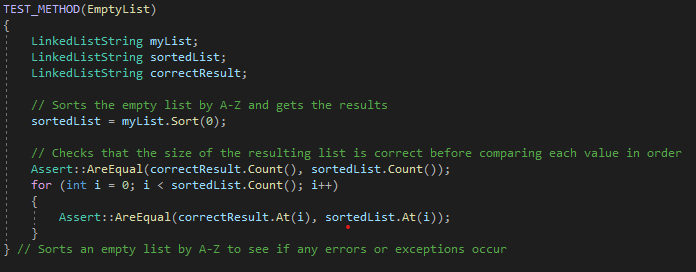 TEST_METHOD(EmptyList)
{
LinkedListString myList;
LinkedListString sortedList;
LinkedListString correctResult;
// Sorts the empty list by A-Z and gets the results
sortedList = myList.Sort(0);
// Checks that the size of the resulting list is correct before comparing each value in order
Assert::AreEqual(correctResult.Count(), sortedList.Count());
for (int i = 0; i < sortedList.Count(); i++)
{
Assert::AreEqual(correctResult.At(i), sortedList.At(i));
}
} // Sorts an empty list by A-Z to see if any errors or exceptions occur